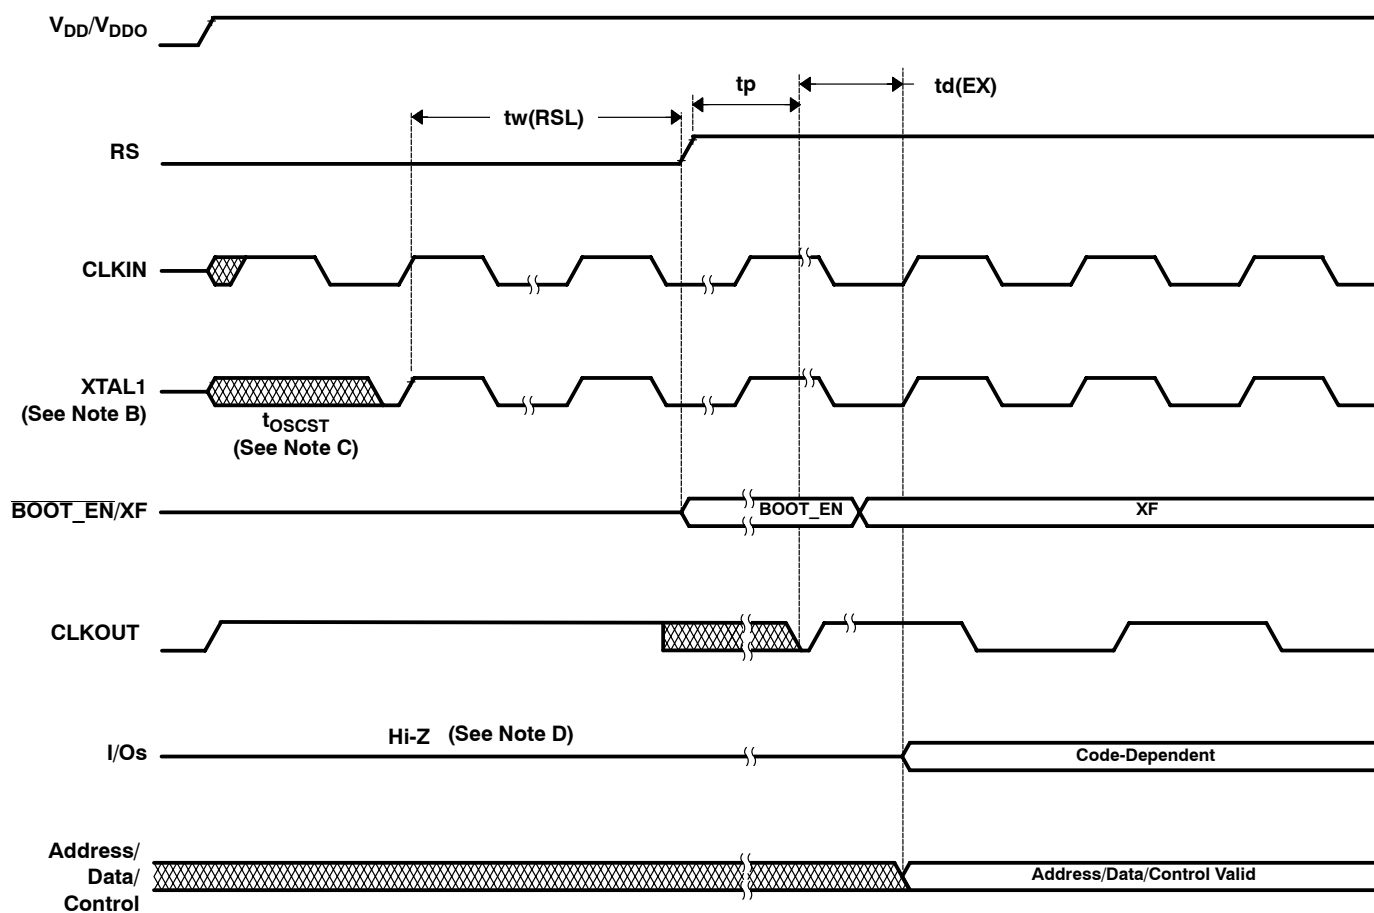 VDD/VDDO
tp
td(EX)
tw(RSL)
RS
CLKIN
XTAL1
(See Note B)
tOSCST
(See Note C)
BOOT_EN/XF
BOOT_EN
XF
CLKOUT
Hi-Z (See Note D)
I/Os
Code-Dependent
Address/
Data/
Control
Address/Data/Control Valid